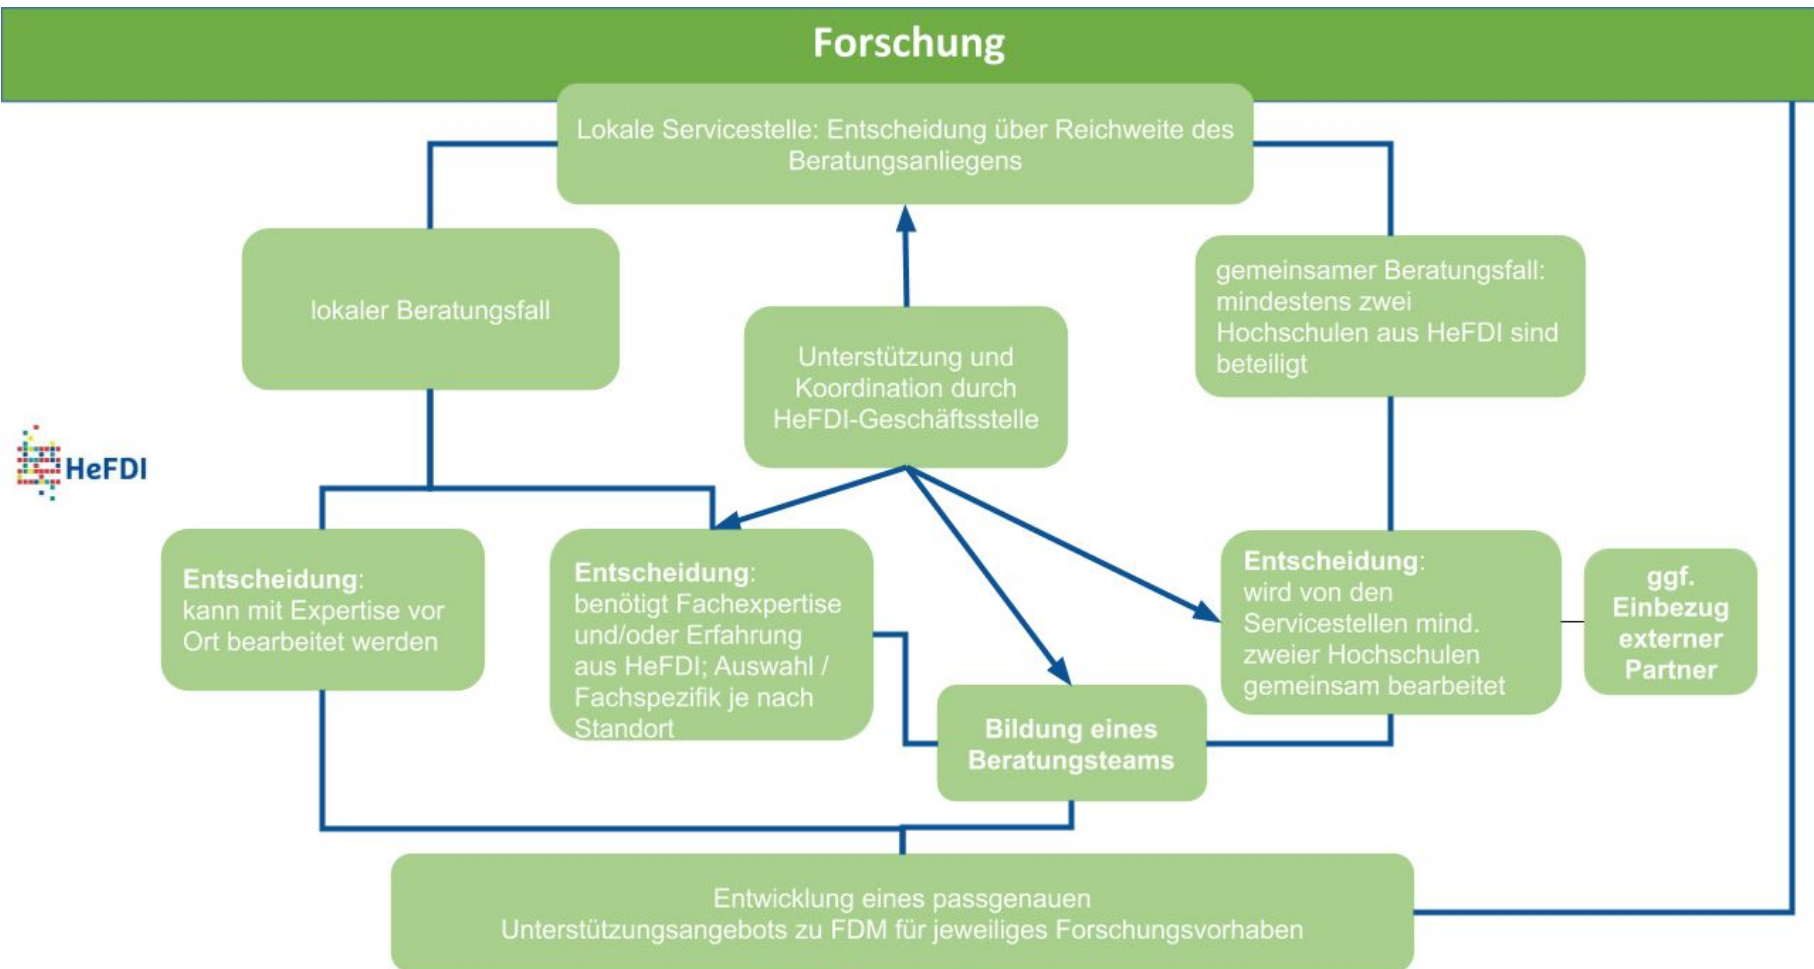 Forschung
Lokale Servicestelle: Entscheidung über Reichweite des
Beratungsanliegens
lokaler Beratungsfall
Unterstützung und
Koordination durch
HeFDI-Geschäftsstelle
gemeinsamer Beratungsfall:
mindestens zwei
Hochschulen aus HeFDI sind
beteiligt
HeFDI
Entscheidung:
kann mit Expertise vor
Ort bearbeitet werden
Entscheidung:
benötigt Fachexpertise
und/oder Erfahrung
aus HeFDI; Auswahl /
Fachspezifik je nach
Standort
Entscheidung:
wird von den
Servicestellen mind.
zweier Hochschulen
gemeinsam bearbeitet
ggf.
Einbezug
externer
Partner
Bildung eines
Beratungsteams
Entwicklung eines passgenauen
Unterstützungsangebots zu FDM für jeweiliges Forschungsvorhaben